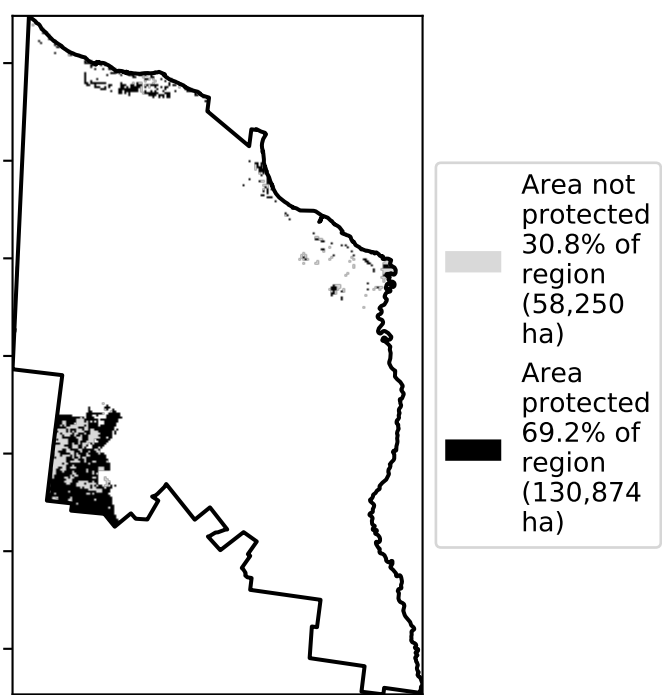 Area not
protected
30.8% of
region
(58,250
ha)
Area
protected
69.2% of
region
(130,874
ha)